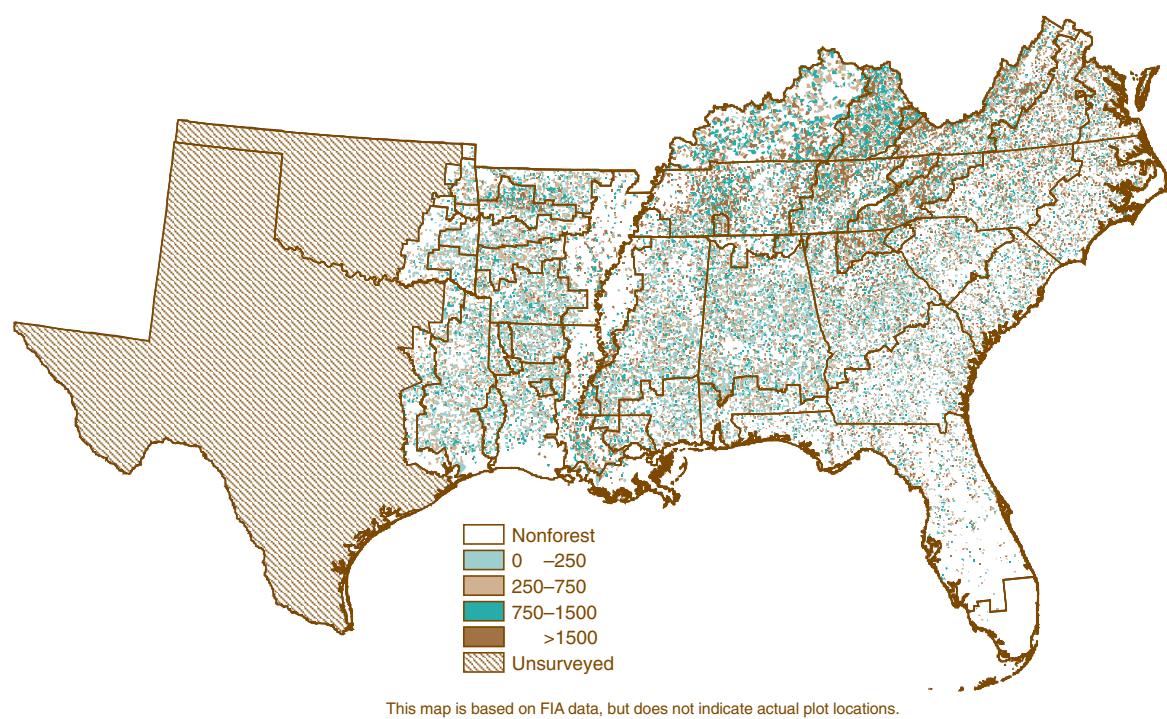 Nonforest
0 –250
250–750
750–1500
>1500
Unsurveyed
This map is based on FIA data, but does not indicate actual plot locations.